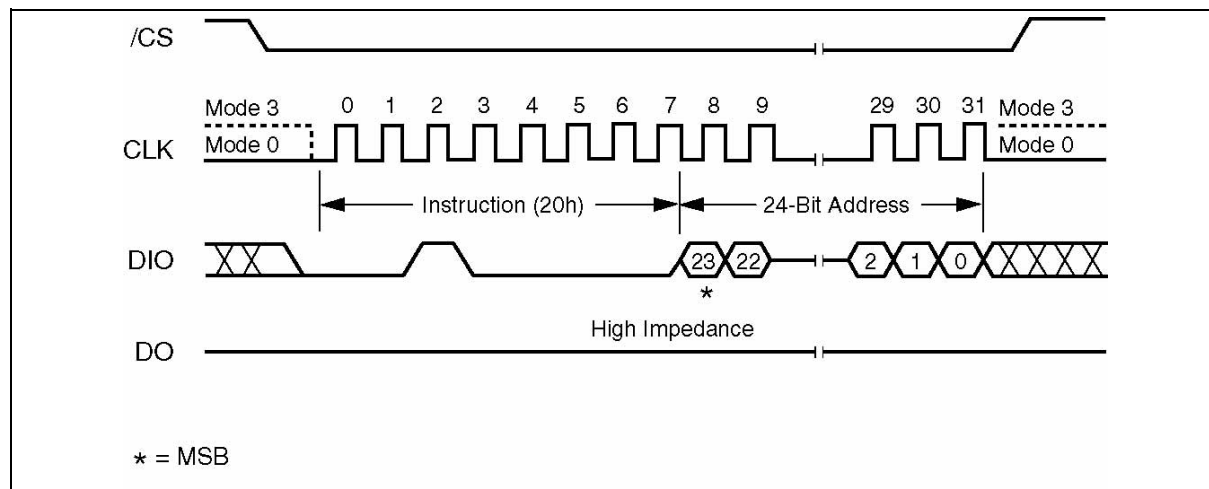 /CS
Mode 3 0 1 2 3 4 5 6 7 8 9 29 30 31 Mode 3
CLK Mode 0 Mode 0
Instruction (20h) 24-Bit Address
DIO 23 22 2 1 0
*
High Impedance
DO
* = MSB